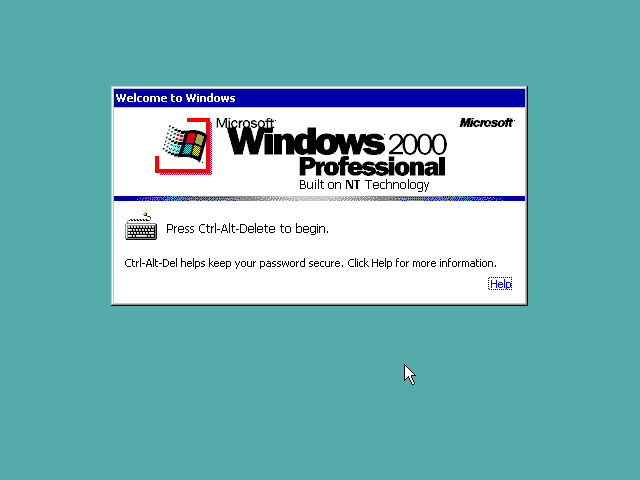 Welcome to Windows
Microsoft
Microsoft
Windows 2000
Professional
Built on NT Technology
Press Ctrl-Alt-Delete to begin.
Ctrl-Alt-Del helps keep your password secure. Click Help for more information.
Help